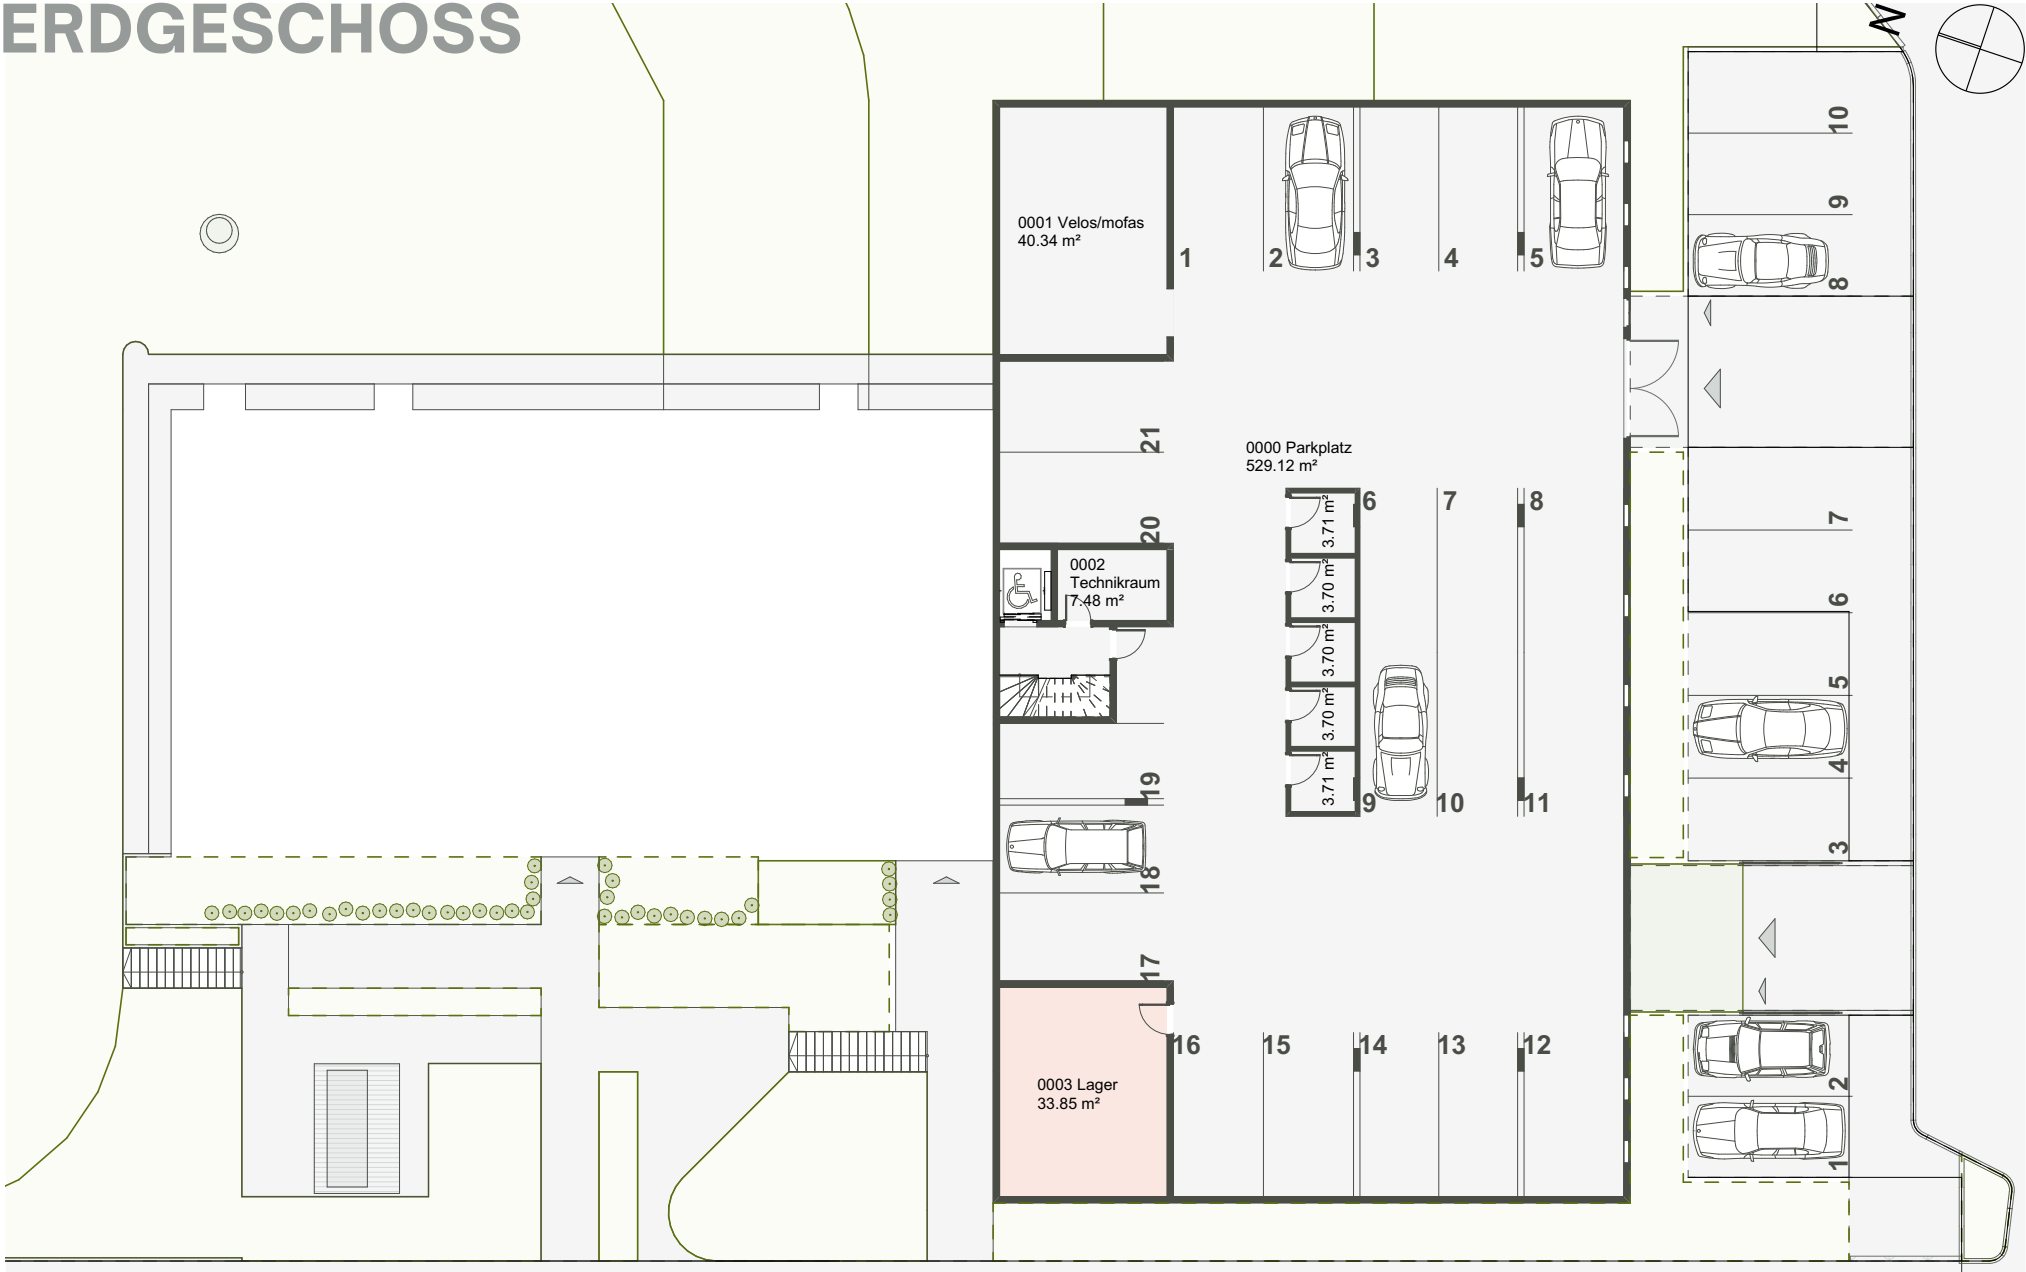 ERDGESCHOSS
N
10
9
8
0001 Velos/mofas
40.34 m²
1
2
3
4
5
21
20
0000 Parkplatz
529.12 m²
6
7
8
3.71 m²
3.70 m²
3.70 m²
3.70 m²
3.71 m²
0002
Technikraum
7.48 m²
7
6
5
4
3
19
18
17
9
10
11
16
15
14
13
12
0003 Lager
33.85 m²
2
1